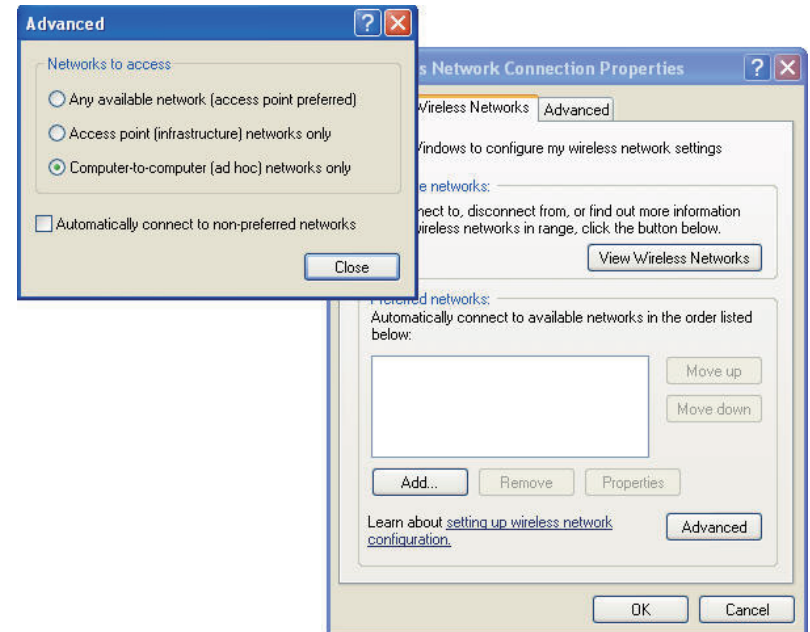 Advanced
Networks to access
Any available network (access point preferred)
Access point (infrastructure) networks only
Computer-to-computer (ad hoc) networks only
Automatically connect to non-preferred networks
Close
s Network Connection Properties
Wireless Networks
Advanced
Windows to configure my wireless network settings
e networks:
nect to, disconnect from, or find out more information
wireless networks in range, click the button below.
View Wireless Networks
Preferred networks:
Automatically connect to available networks in the order listed
below:
Move up
Move down
Add...
Remove
Properties
Learn about setting up wireless network
configuration.
Advanced
OK
Cancel